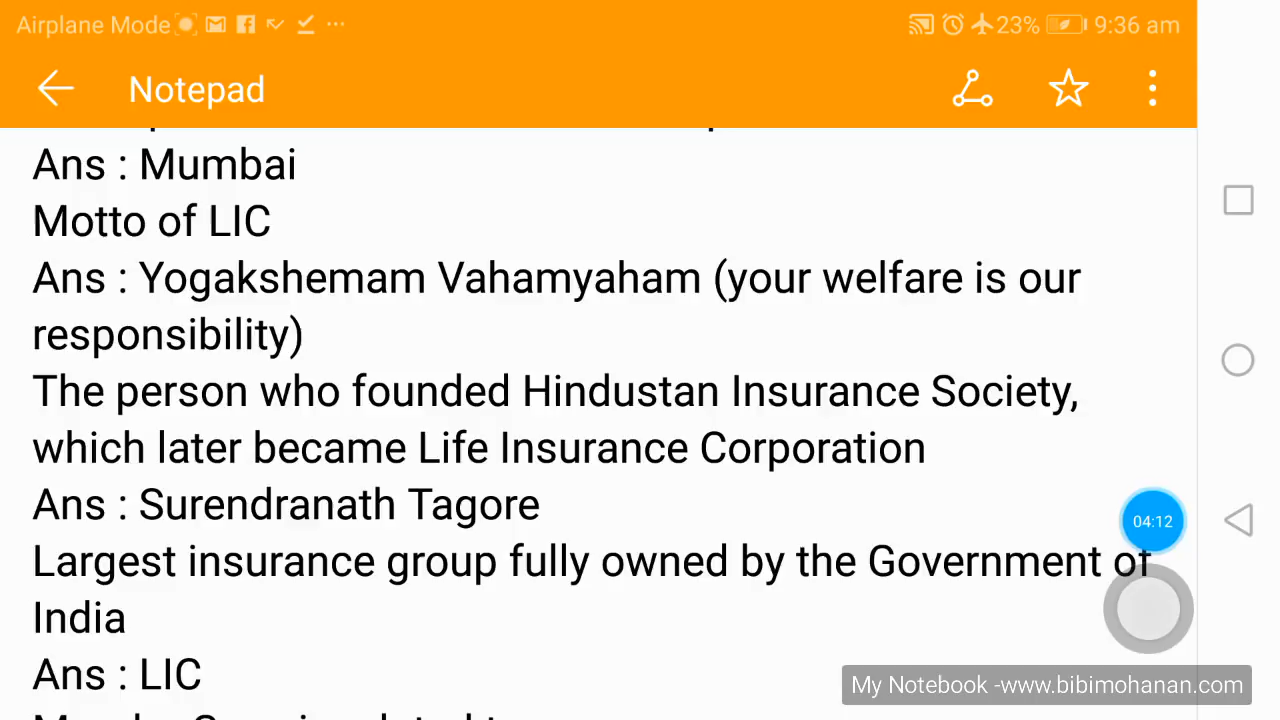 Airplane Mode 23% 9:36 am
Notepad
Ans : Mumbai
Motto of LIC
Ans : Yogakshemam Vahamyaham (your welfare is our
responsibility)
The person who founded Hindustan Insurance Society,
which later became Life Insurance Corporation
Ans : Surendranath Tagore
04:12
Largest insurance group fully owned by the Government of
India
Ans : LIC
My Notebook -www.bibimohanan.com